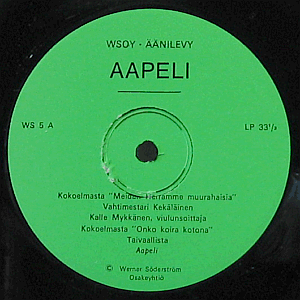 WSOY - ÄÄNILEVY
AAPELI
WS 5 A
LP 33¹/₃
Kokoelmasta "Meidän Herramme muurahaisia"
Vahtimestari Kekäläinen
Kalle Mykkänen, viulunsoittaja
Kokoelmasta "Onko koira kotona"
Taivaallista
Aapeli
© Werner Söderström
Osakeyhtiö